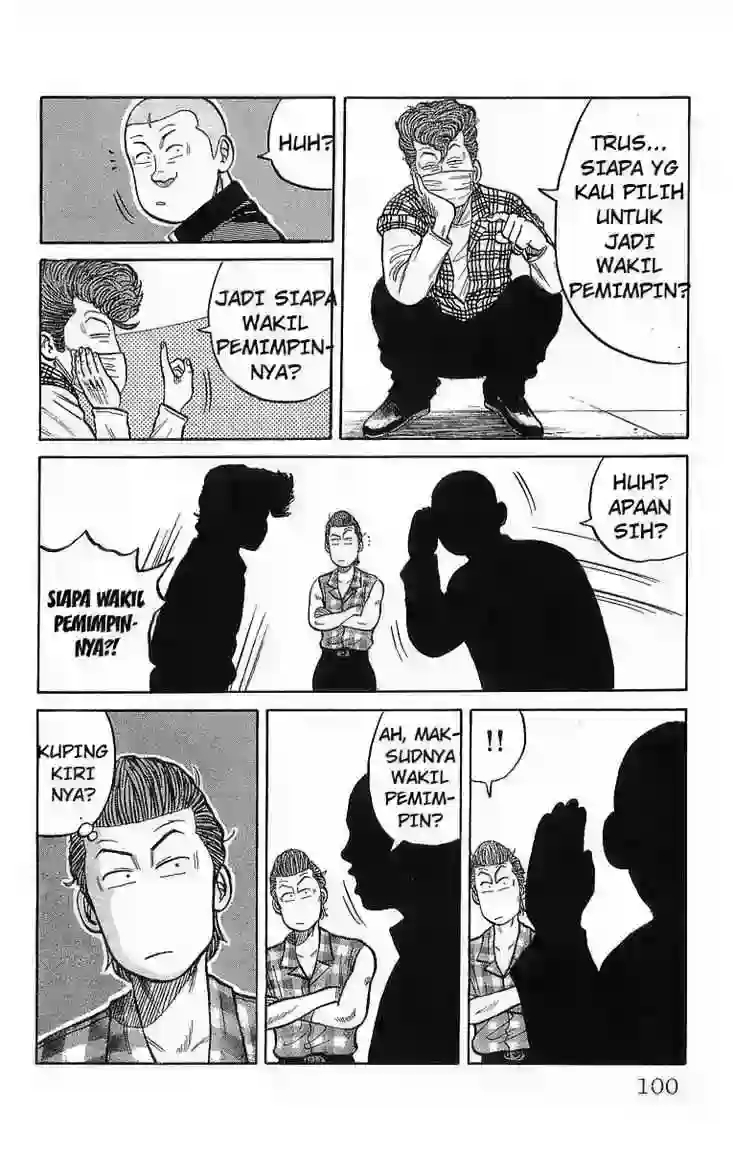 TRUS...
SIAPA YG
KAU PILIH
UNTUK
JADI
WAKIL
PEMIMPIN?
HUH?
JADI SIAPA
WAKIL
PEMIMPIN-
NYA?
HUH?
APAAN
SIH?
SIAPA WAKIL
PEMIMPIN-
NYA?!
!!
AH, MAK-
SUDNYA
WAKIL
PEMIM-
PIN?
KUPING
KIRI
NYA?
100